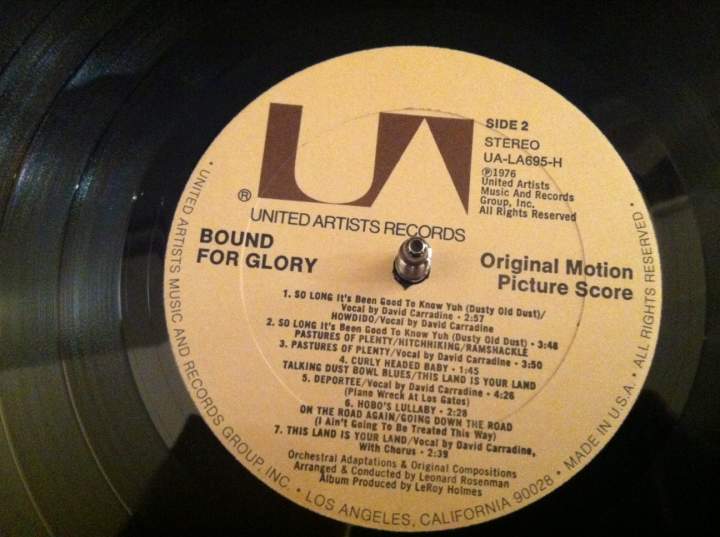 UA
®
UNITED ARTISTS RECORDS
SIDE 2
STEREO
UA-LA695-H
℗1976
United Artists
Music And Records
Group, Inc.
All Rights Reserved
BOUND
FOR GLORY
Original Motion
Picture Score
1. SO LONG It's Been Good To Know Yuh (Dusty Old Dust)/
Vocal by David Carradine • 2:57
HOWDIDO/Vocal by David Carradine
2. SO LONG It's Been Good To Know Yuh (Dusty Old Dust) • 3:48
PASTURES OF PLENTY/HITCHHIKING/RAMSHACKLE
3. PASTURES OF PLENTY/Vocal by David Carradine • 3:50
4. CURLY HEADED BABY • 1:45
TALKING DUST BOWL BLUES/THIS LAND IS YOUR LAND
5. DEPORTEE/Vocal by David Carradine • 4:26
(Plane Wreck At Los Gatos)
6. HOBO'S LULLABY • 2:28
ON THE ROAD AGAIN/GOING DOWN THE ROAD
(I Ain't Going To Be Treated This Way)
7. THIS LAND IS YOUR LAND/Vocal by David Carradine,
With Chorus • 2:39
Orchestral Adaptations & Original Compositions
Arranged & Conducted by Leonard Rosenman
Album Produced by LeRoy Holmes
• UNITED ARTISTS MUSIC AND RECORDS GROUP, INC. • LOS ANGELES, CALIFORNIA 90028 • MADE IN U.S.A. • ALL RIGHTS RESERVED •